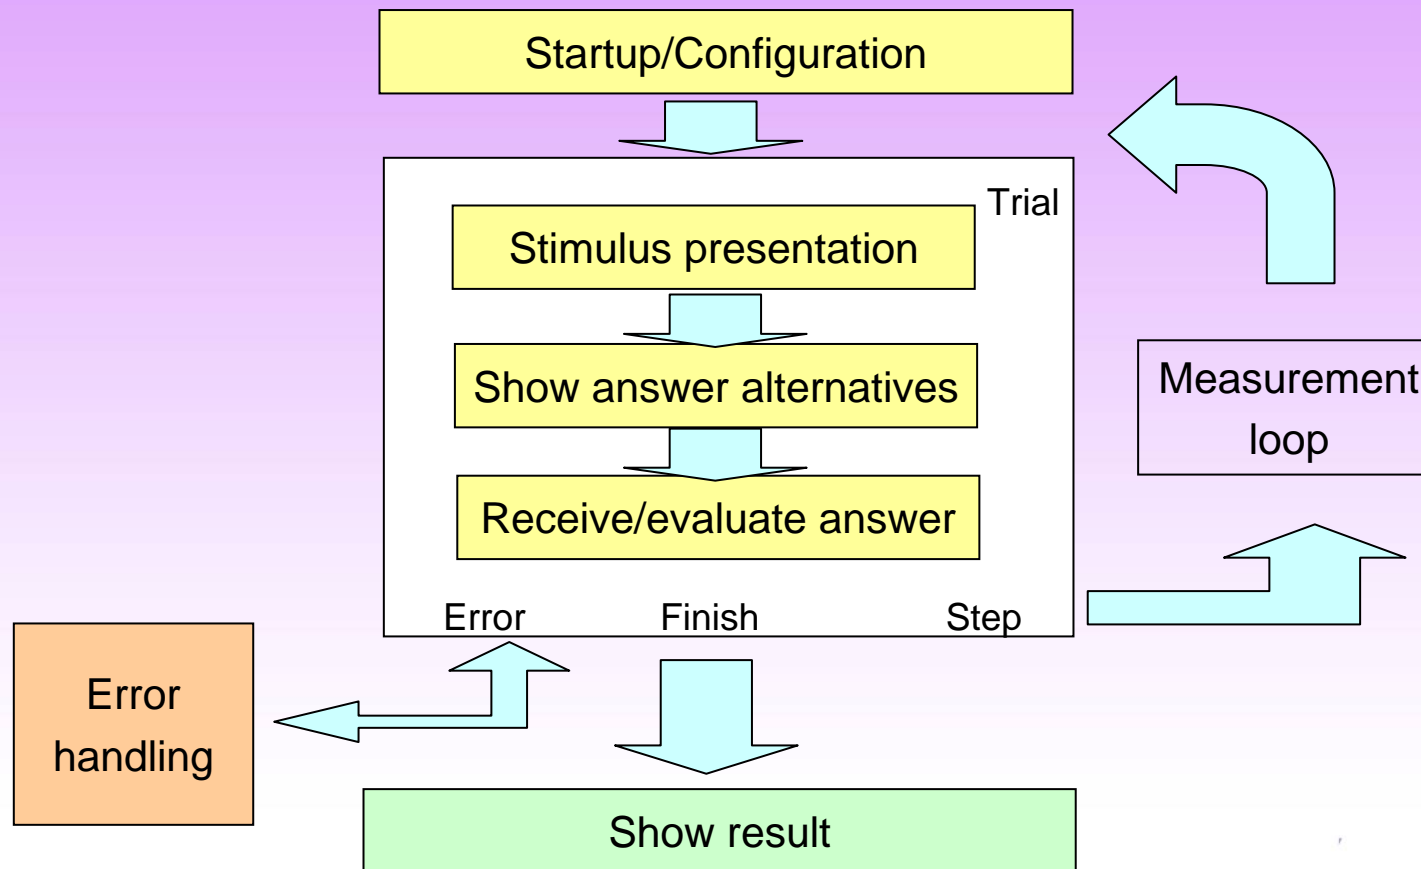 Startup/Configuration
Trial
Stimulus presentation
Show answer alternatives
Measurement
loop
Receive/evaluate answer
Error
Finish
Step
Error
handling
Show result